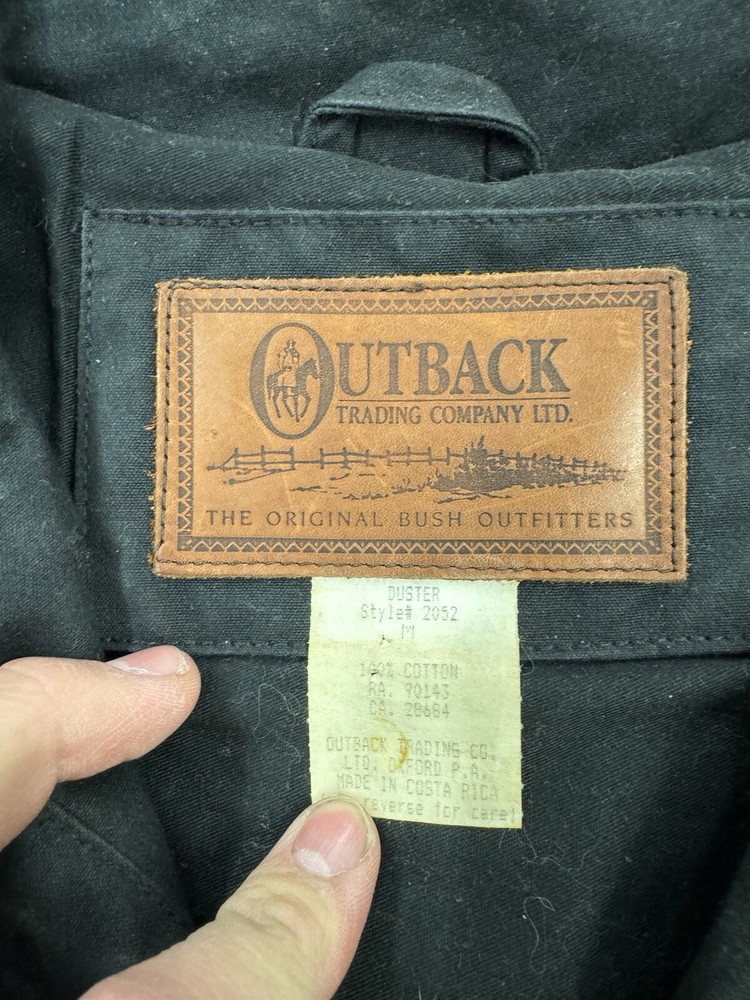 OUTBACK
TRADING COMPANY LTD.
THE ORIGINAL BUSH OUTFITTERS
DUSTER
Style# 2052
M
100% COTTON
RA. 90143
CA. 28684
OUTBACK TRADING CO.
LTD. OXFORD P.A.
MADE IN COSTA RICA
reverse for care)